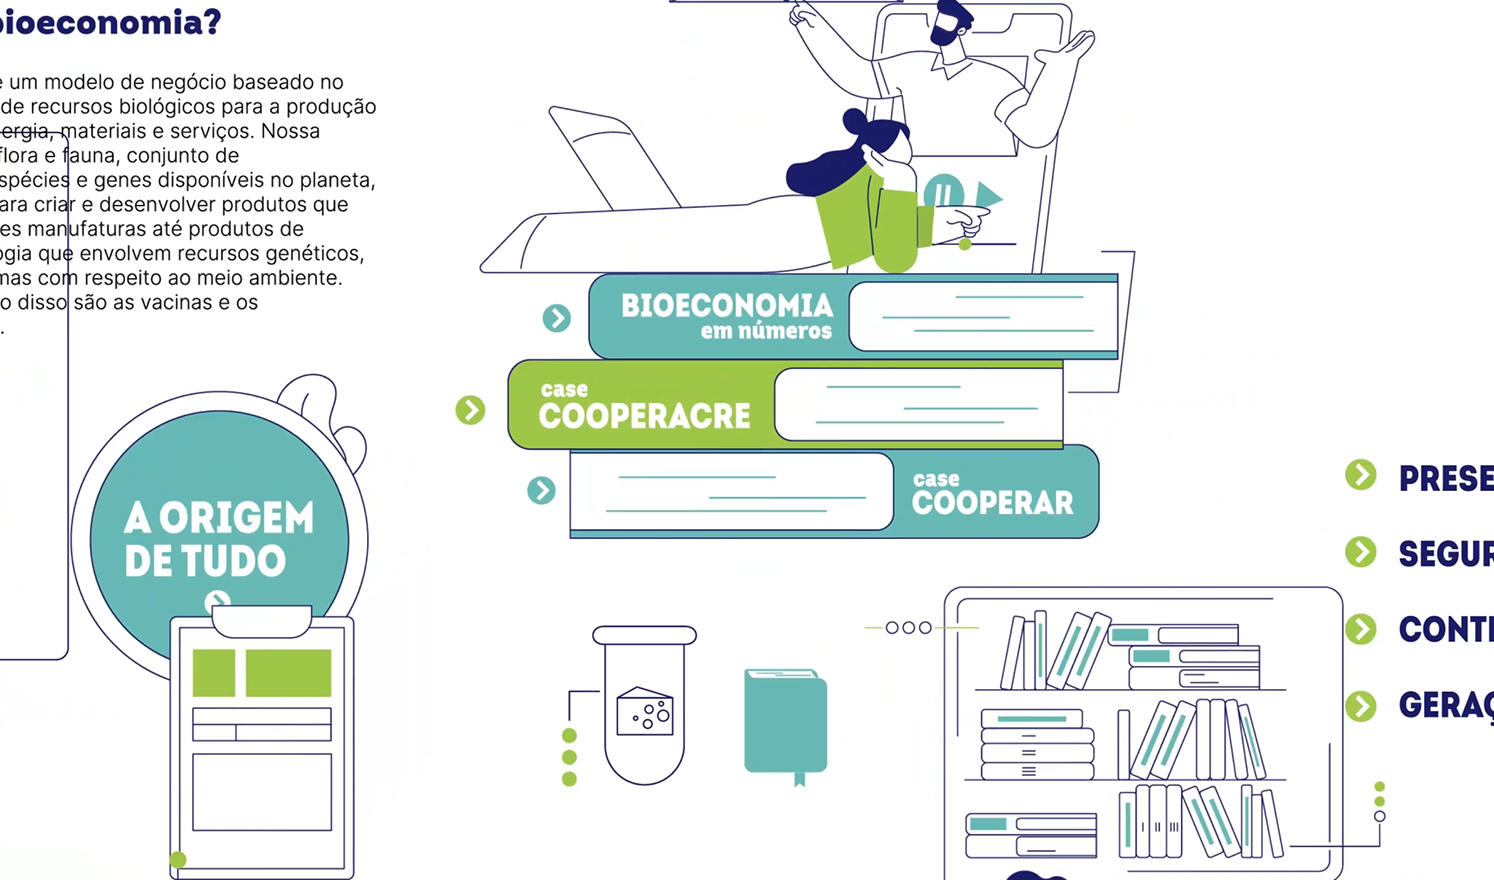 bioeconomia?
é um modelo de negócio baseado no
de recursos biológicos para a produção
ergia, materiais e serviços. Nossa
flora e fauna, conjunto de
spécies e genes disponíveis no planeta,
ara criar e desenvolver produtos que
es manufaturas até produtos de
ogia que envolvem recursos genéticos,
mas com respeito ao meio ambiente.
o disso são as vacinas e os
.
BIOECONOMIA
em números
case
COOPERACRE
case
COOPERAR
A ORIGEM
DE TUDO
PRESE
SEGUR
CONTE
GERAÇ